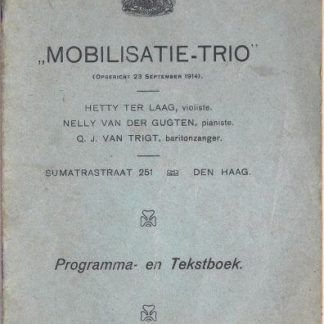 „MOBILISATIE-TRIO"
(OPGERICHT 23 SEPTEMBER 1914).
HETTY TER LAAG, violiste.
NELLY VAN DER GUGTEN, pianiste.
Q. J. VAN TRIGT, baritonzanger.
SUMATRASTRAAT 251 DEN HAAG.
Programma- en Tekstboek.